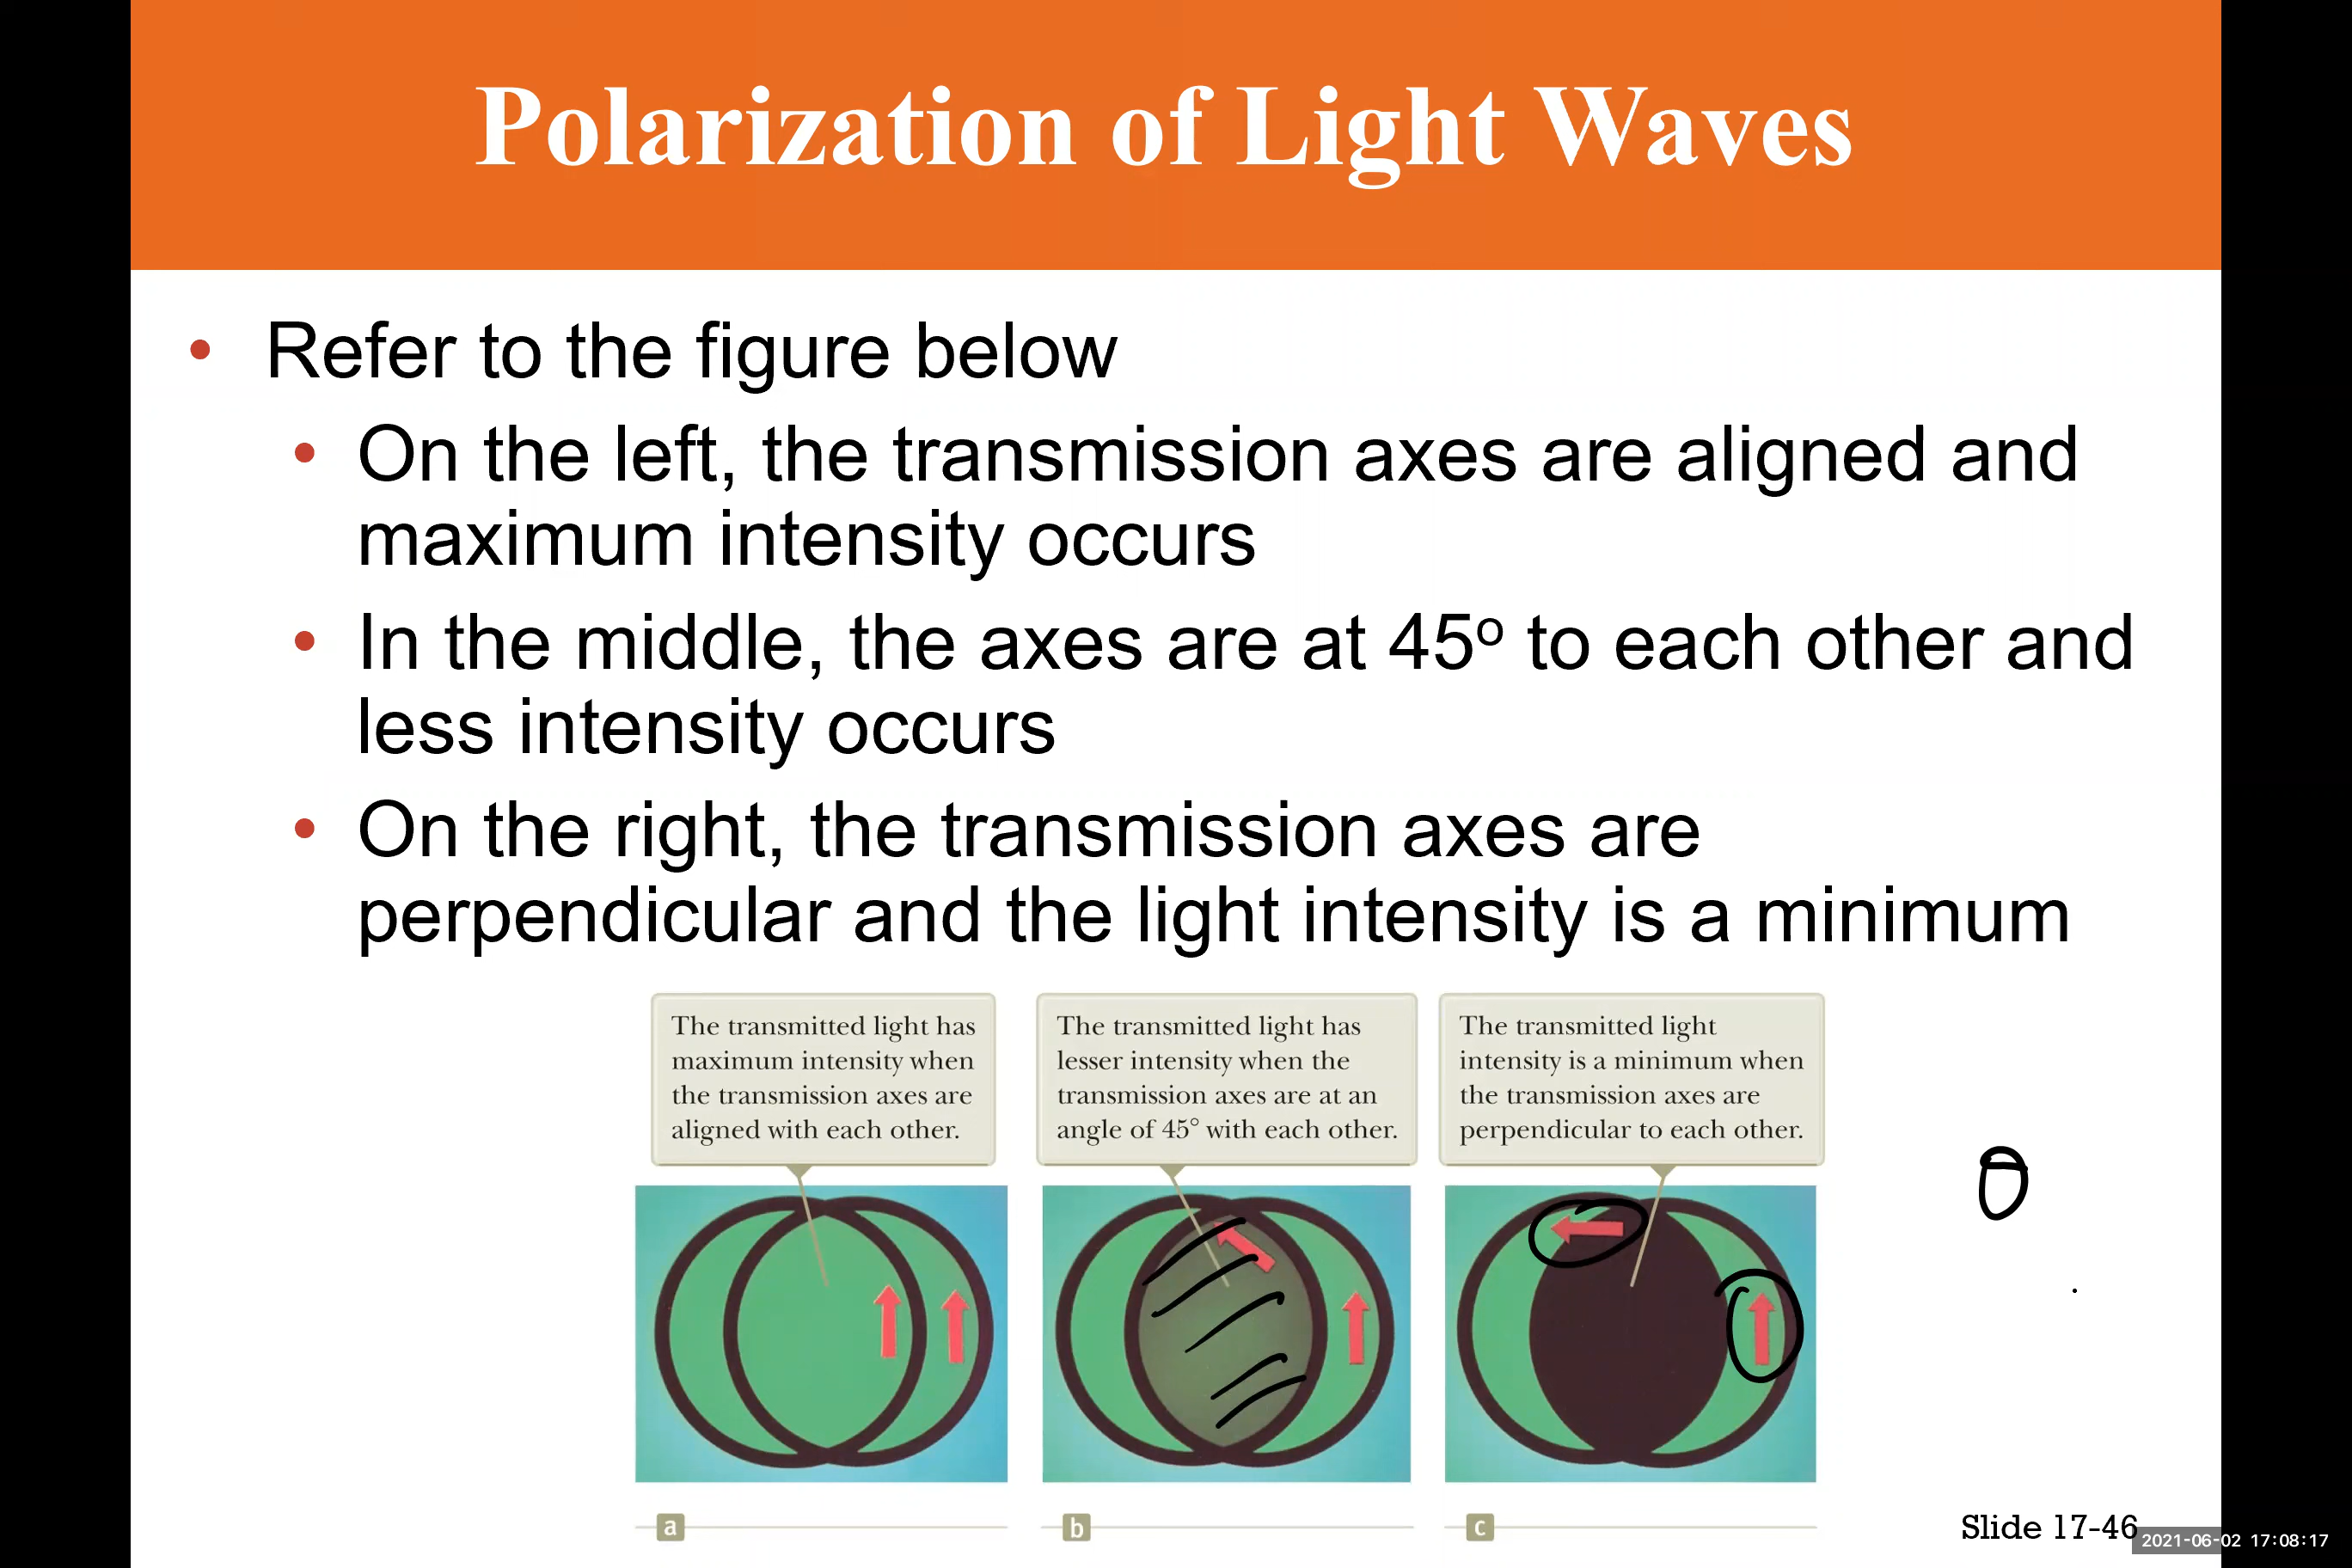 Polarization of Light Waves
• Refer to the figure below
• On the left, the transmission axes are aligned and
maximum intensity occurs
• In the middle, the axes are at 45º to each other and
less intensity occurs
• On the right, the transmission axes are
perpendicular and the light intensity is a minimum
The transmitted light has
maximum intensity when
the transmission axes are
aligned with each other.
The transmitted light has
lesser intensity when the
transmission axes are at an
angle of 45° with each other.
The transmitted light
intensity is a minimum when
the transmission axes are
perpendicular to each other.
0
a
b
c
Slide 17-46
2021-06-02 17:08:17